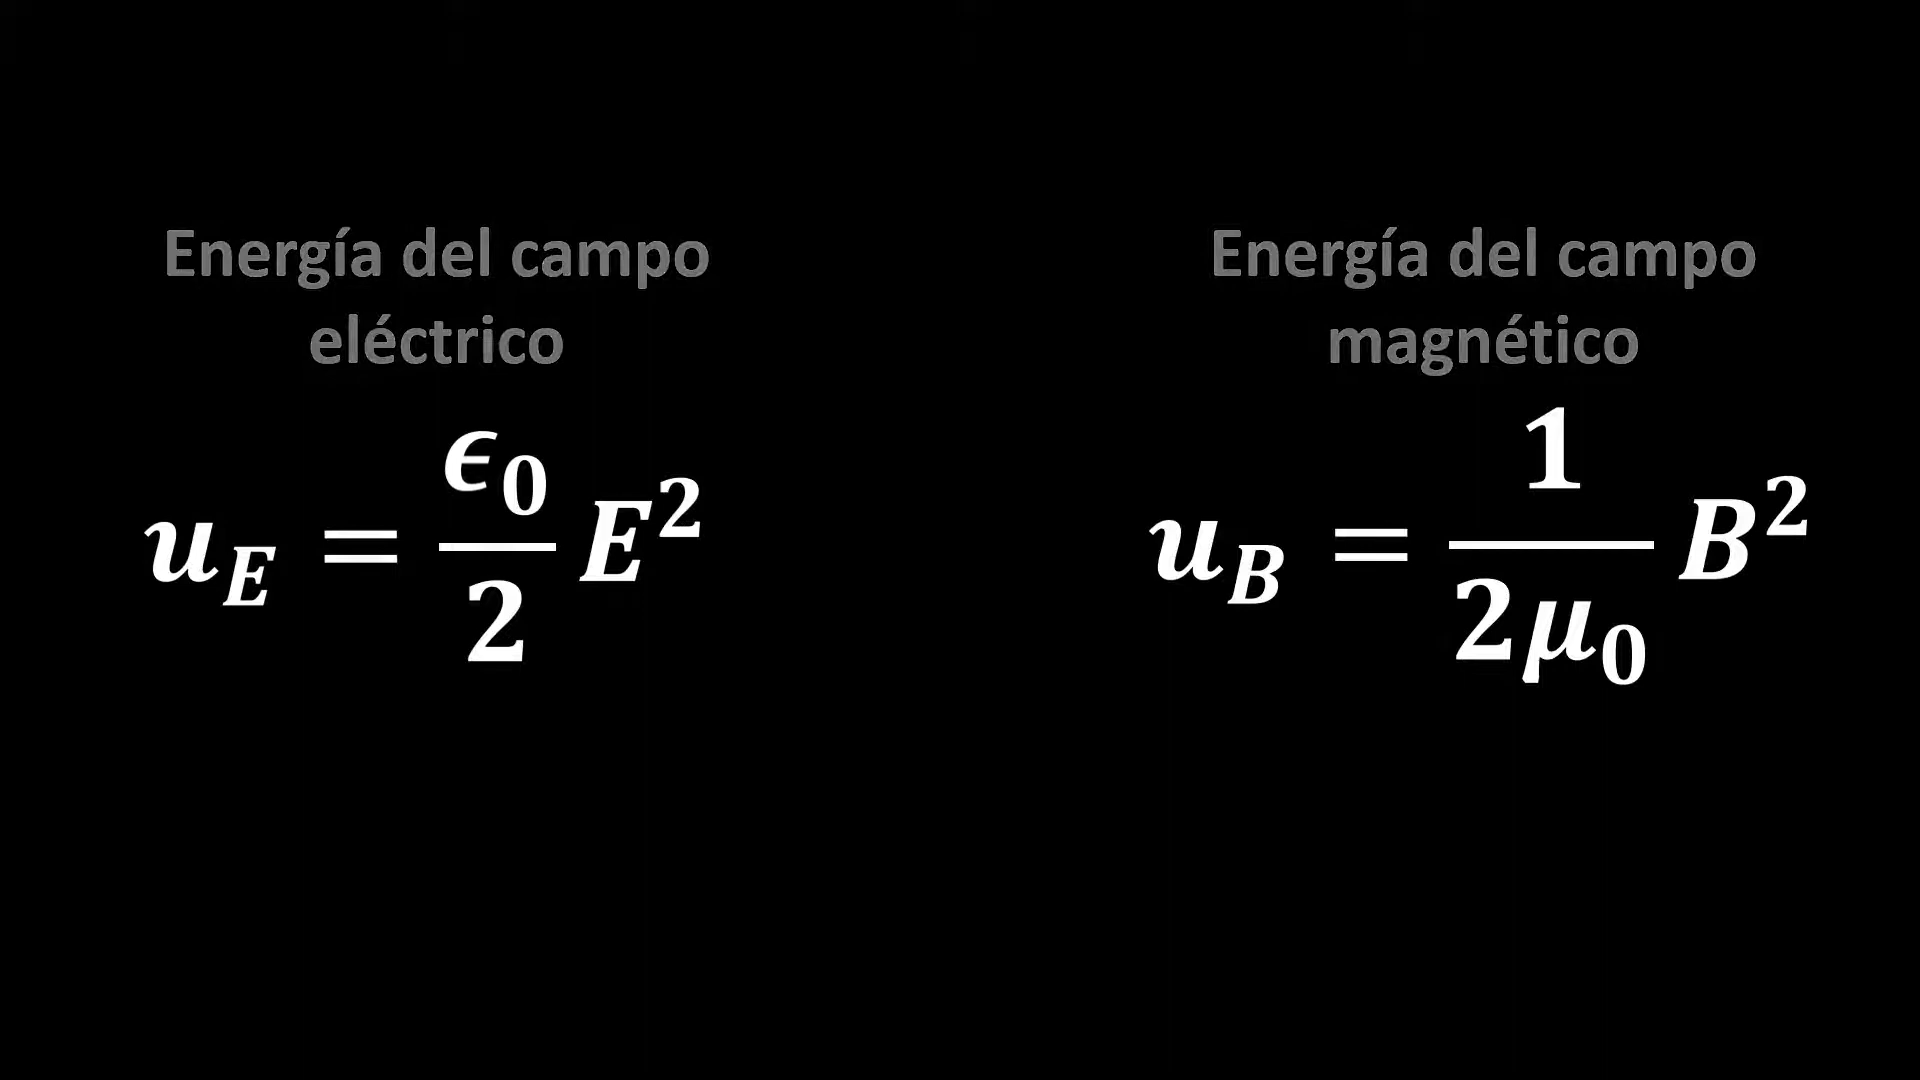 Energía del campo
eléctrico
u_E = ϵ_0/2 E^2
Energía del campo
magnético
u_B = 1/(2μ_0) B^2